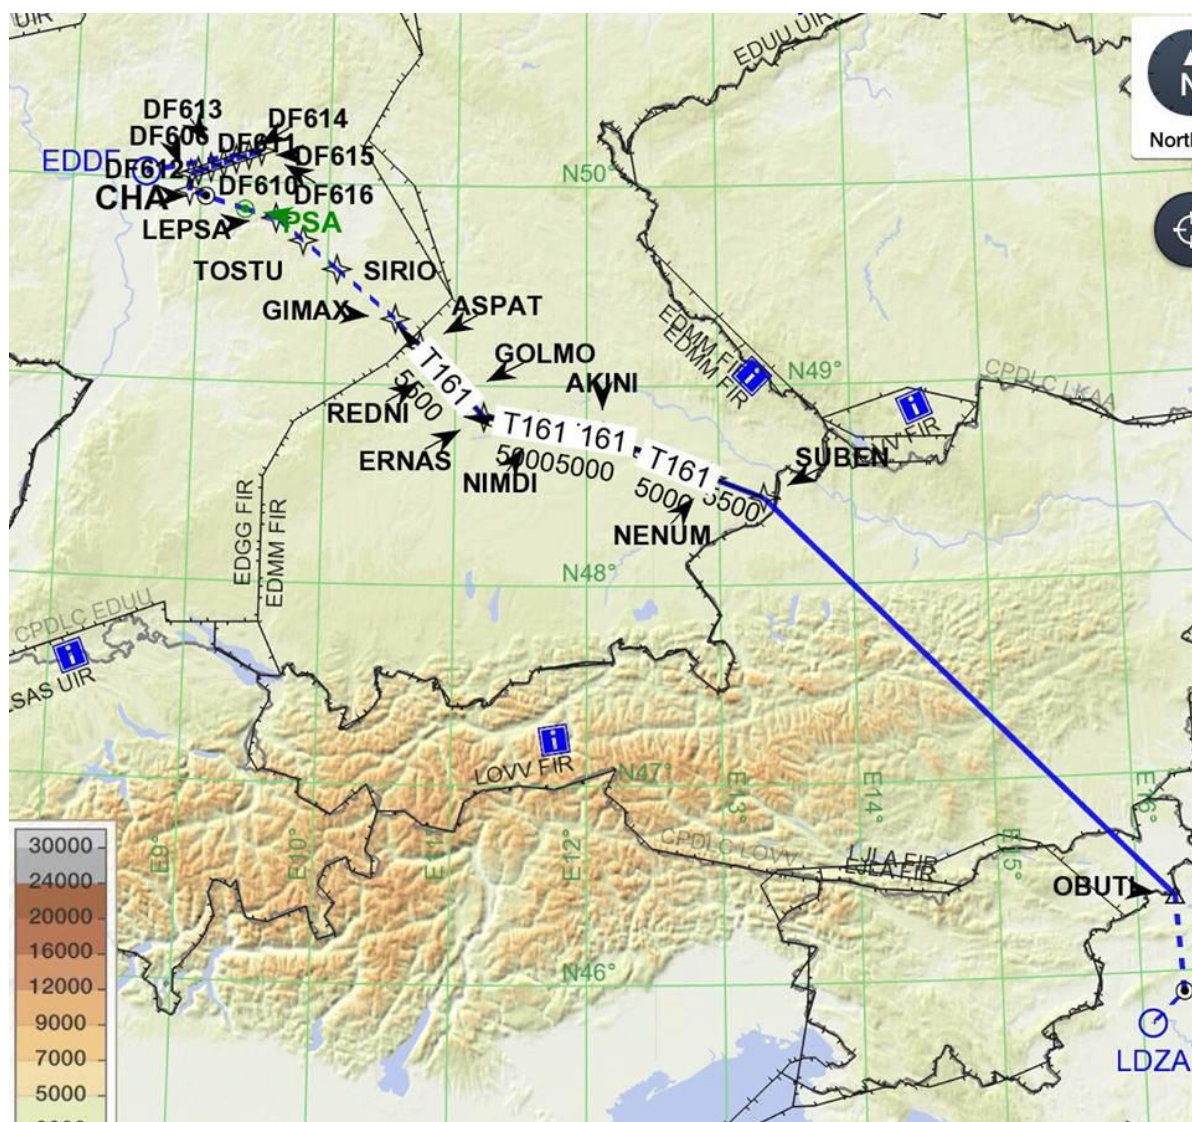 UIR
EDUU UIR
N
North
DF613
DF614
DF606
DF611
EDDF
DF615
DF612
DF610
CHA
DF616
LEPSA
PSA
N50°
TOSTU
SIRIO
GIMAX
ASPAT
EDMM FIR
EDMM FIR
GOLMO
N49°
CPDLC LKAA
AKINI
T161
5500
REDNI
T161
161
FIR
ERNAS
50005000
T161
SUBEN
NIMDI
5000
5500
NENUM
EDGG FIR
EDMM FIR
N48°
CPDLC EDUU
i
i
i
SAS UIR
i
LOVV FIR
N47°
E13°
E14°
E16°
30000
24000
20000
16000
12000
9000
7000
5000
E9°
E10°
E11°
E12°
CPDLC LOVV
LJLA FIR
LJLA FIR
E15°
OBUTI
N46°
LDZA